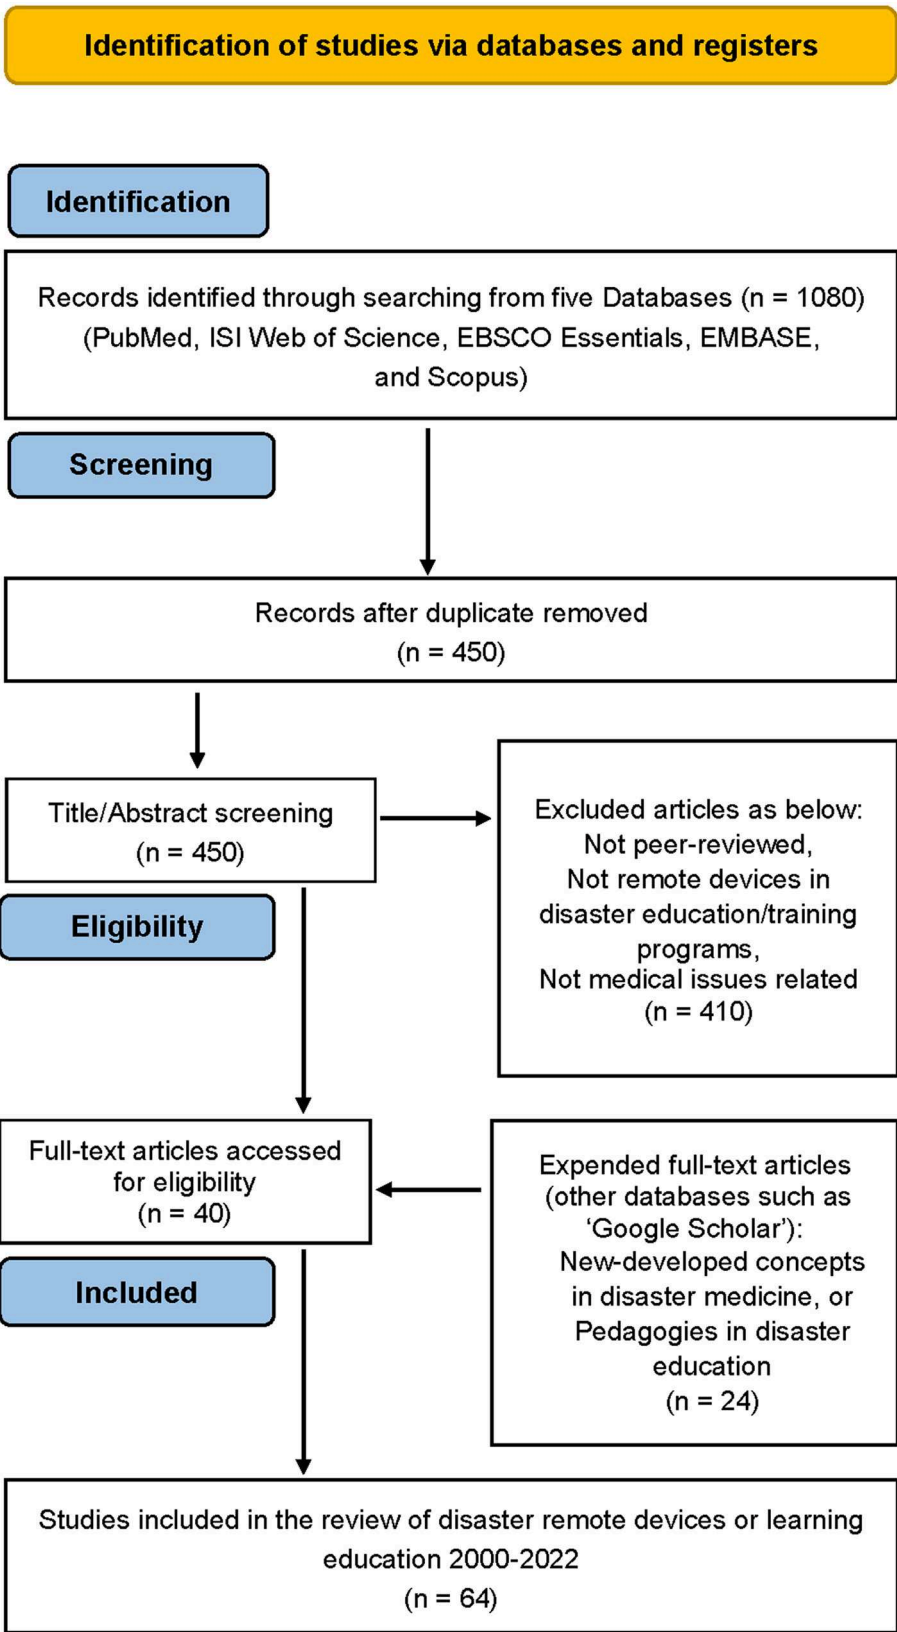 Identification of studies via databases and registers
Identification
Records identified through searching from five Databases (n = 1080)
(PubMed, ISI Web of Science, EBSCO Essentials, EMBASE,
and Scopus)
Screening
Records after duplicate removed
(n = 450)
Title/Abstract screening
(n = 450)
Excluded articles as below:
Not peer-reviewed,
Not remote devices in
disaster education/training
programs,
Not medical issues related
(n = 410)
Eligibility
Full-text articles accessed
for eligibility
(n = 40)
Expended full-text articles
(other databases such as
‘Google Scholar’):
New-developed concepts
in disaster medicine, or
Pedagogies in disaster
education
(n = 24)
Included
Studies included in the review of disaster remote devices or learning
education 2000-2022
(n = 64)